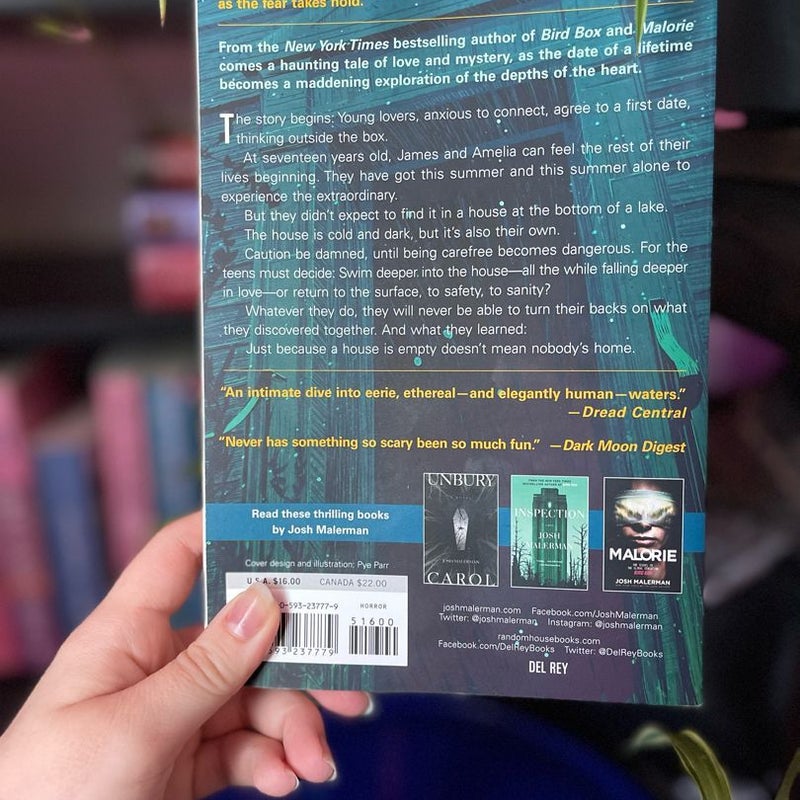 as the fear takes hold.
From the New York Times bestselling author of Bird Box and Malorie
comes a haunting tale of love and mystery, as the date of a lifetime
becomes a maddening exploration of the depths of the heart.
The story begins: Young lovers, anxious to connect, agree to a first date,
thinking outside the box.
At seventeen years old, James and Amelia can feel the rest of their
lives beginning. They have got this summer and this summer alone to
experience the extraordinary.
But they didn't expect to find it in a house at the bottom of a lake.
The house is cold and dark, but it's also their own.
Caution be damned, until being carefree becomes dangerous. For the
teens must decide: Swim deeper into the house—all the while falling deeper
in love—or return to the surface, to safety, to sanity?
Whatever they do, they will never be able to turn their backs on what
they discovered together. And what they learned:
Just because a house is empty doesn't mean nobody's home.
"An intimate dive into eerie, ethereal—and elegantly human—waters."
—Dread Central
"Never has something so scary been so much fun." —Dark Moon Digest
Read these thrilling books
by Josh Malerman
UNBURY
JOSH MALERMAN
CAROL
INSPECTION
JOSH
MALERMAN
MALORIE
JOSH MALERMAN
Cover design and illustration: Pye Parr
U.S.A. $16.00 CANADA $22.00
0-593-23777-9 HORROR
51600
593237779
joshmalerman.com Facebook.com/JoshMalerman
Twitter: @joshmalerman Instagram: @joshmalerman
randomhousebooks.com
Facebook.com/DelReyBooks Twitter: @DelReyBooks
DEL REY